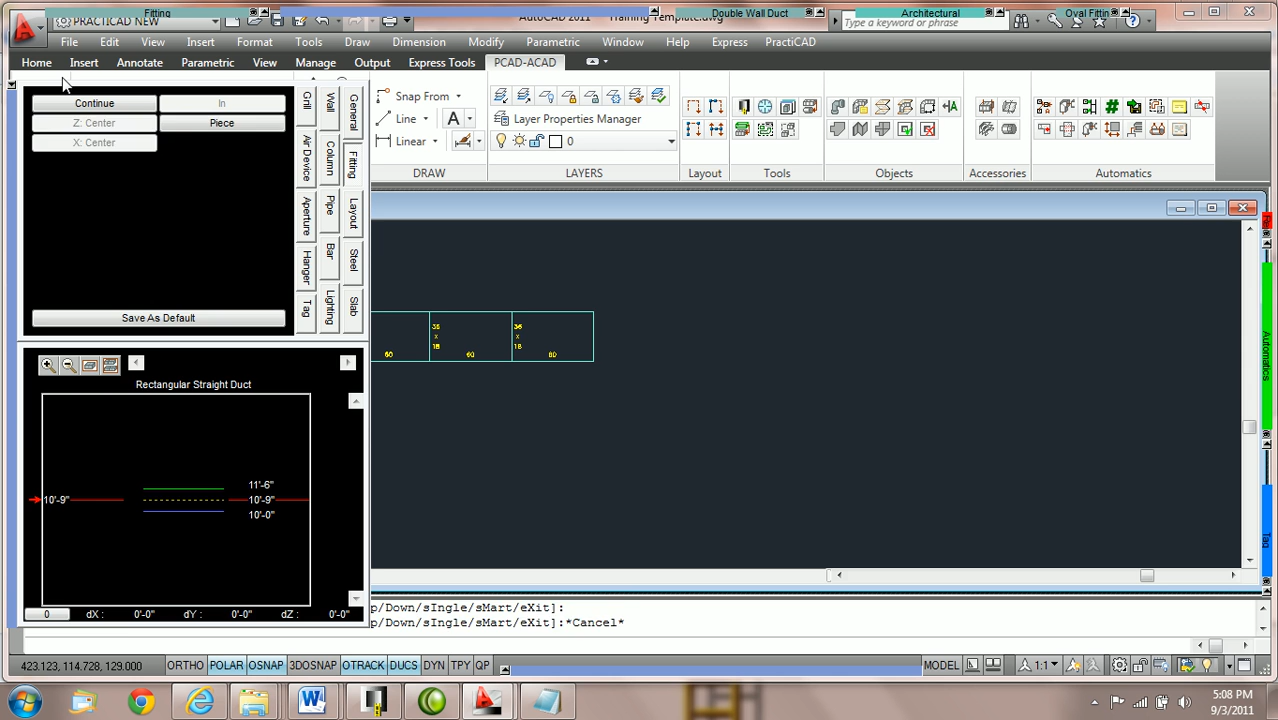 Fitting
Double Wall Duct
Architectural
Oval Fittin
PRACTICAD NEW
AutoCAD 2011
Training Template.dwg
Type a keyword or phrase
File Edit View Insert Format Tools Draw Dimension Modify Parametric Window Help Express PractiCAD
Home Insert Annotate Parametric View Manage Output Express Tools PCAD-ACAD
Continue
In
Z: Center
Piece
X: Center
Save As Default
Grill
Air Device
Aperture
Hanger
Tag
Wall
Column
Pipe
Bar
Lighting
General
Fitting
Layout
Steel
Slab
Snap From
Line
Linear
A
DRAW
Layer Properties Manager
0
LAYERS
Layout
Tools
Objects
Accessories
Automatics
Rectangular Straight Duct
11'-6"
10'-9"
10'-9"
10'-0"
0 dX : 0'-0" dY : 0'-0" dZ : 0'-0"
60
35
x
18
60
36
x
18
60
Automatics
Tag
p/Down/sIngle/sMart/eXit]:
p/Down/sIngle/sMart/eXit]:*Cancel*
423.123, 114.728, 129.000 ORTHO POLAR OSNAP 3DOSNAP OTRACK DUCS DYN TPY QP MODEL 1:1
5:08 PM
9/3/2011